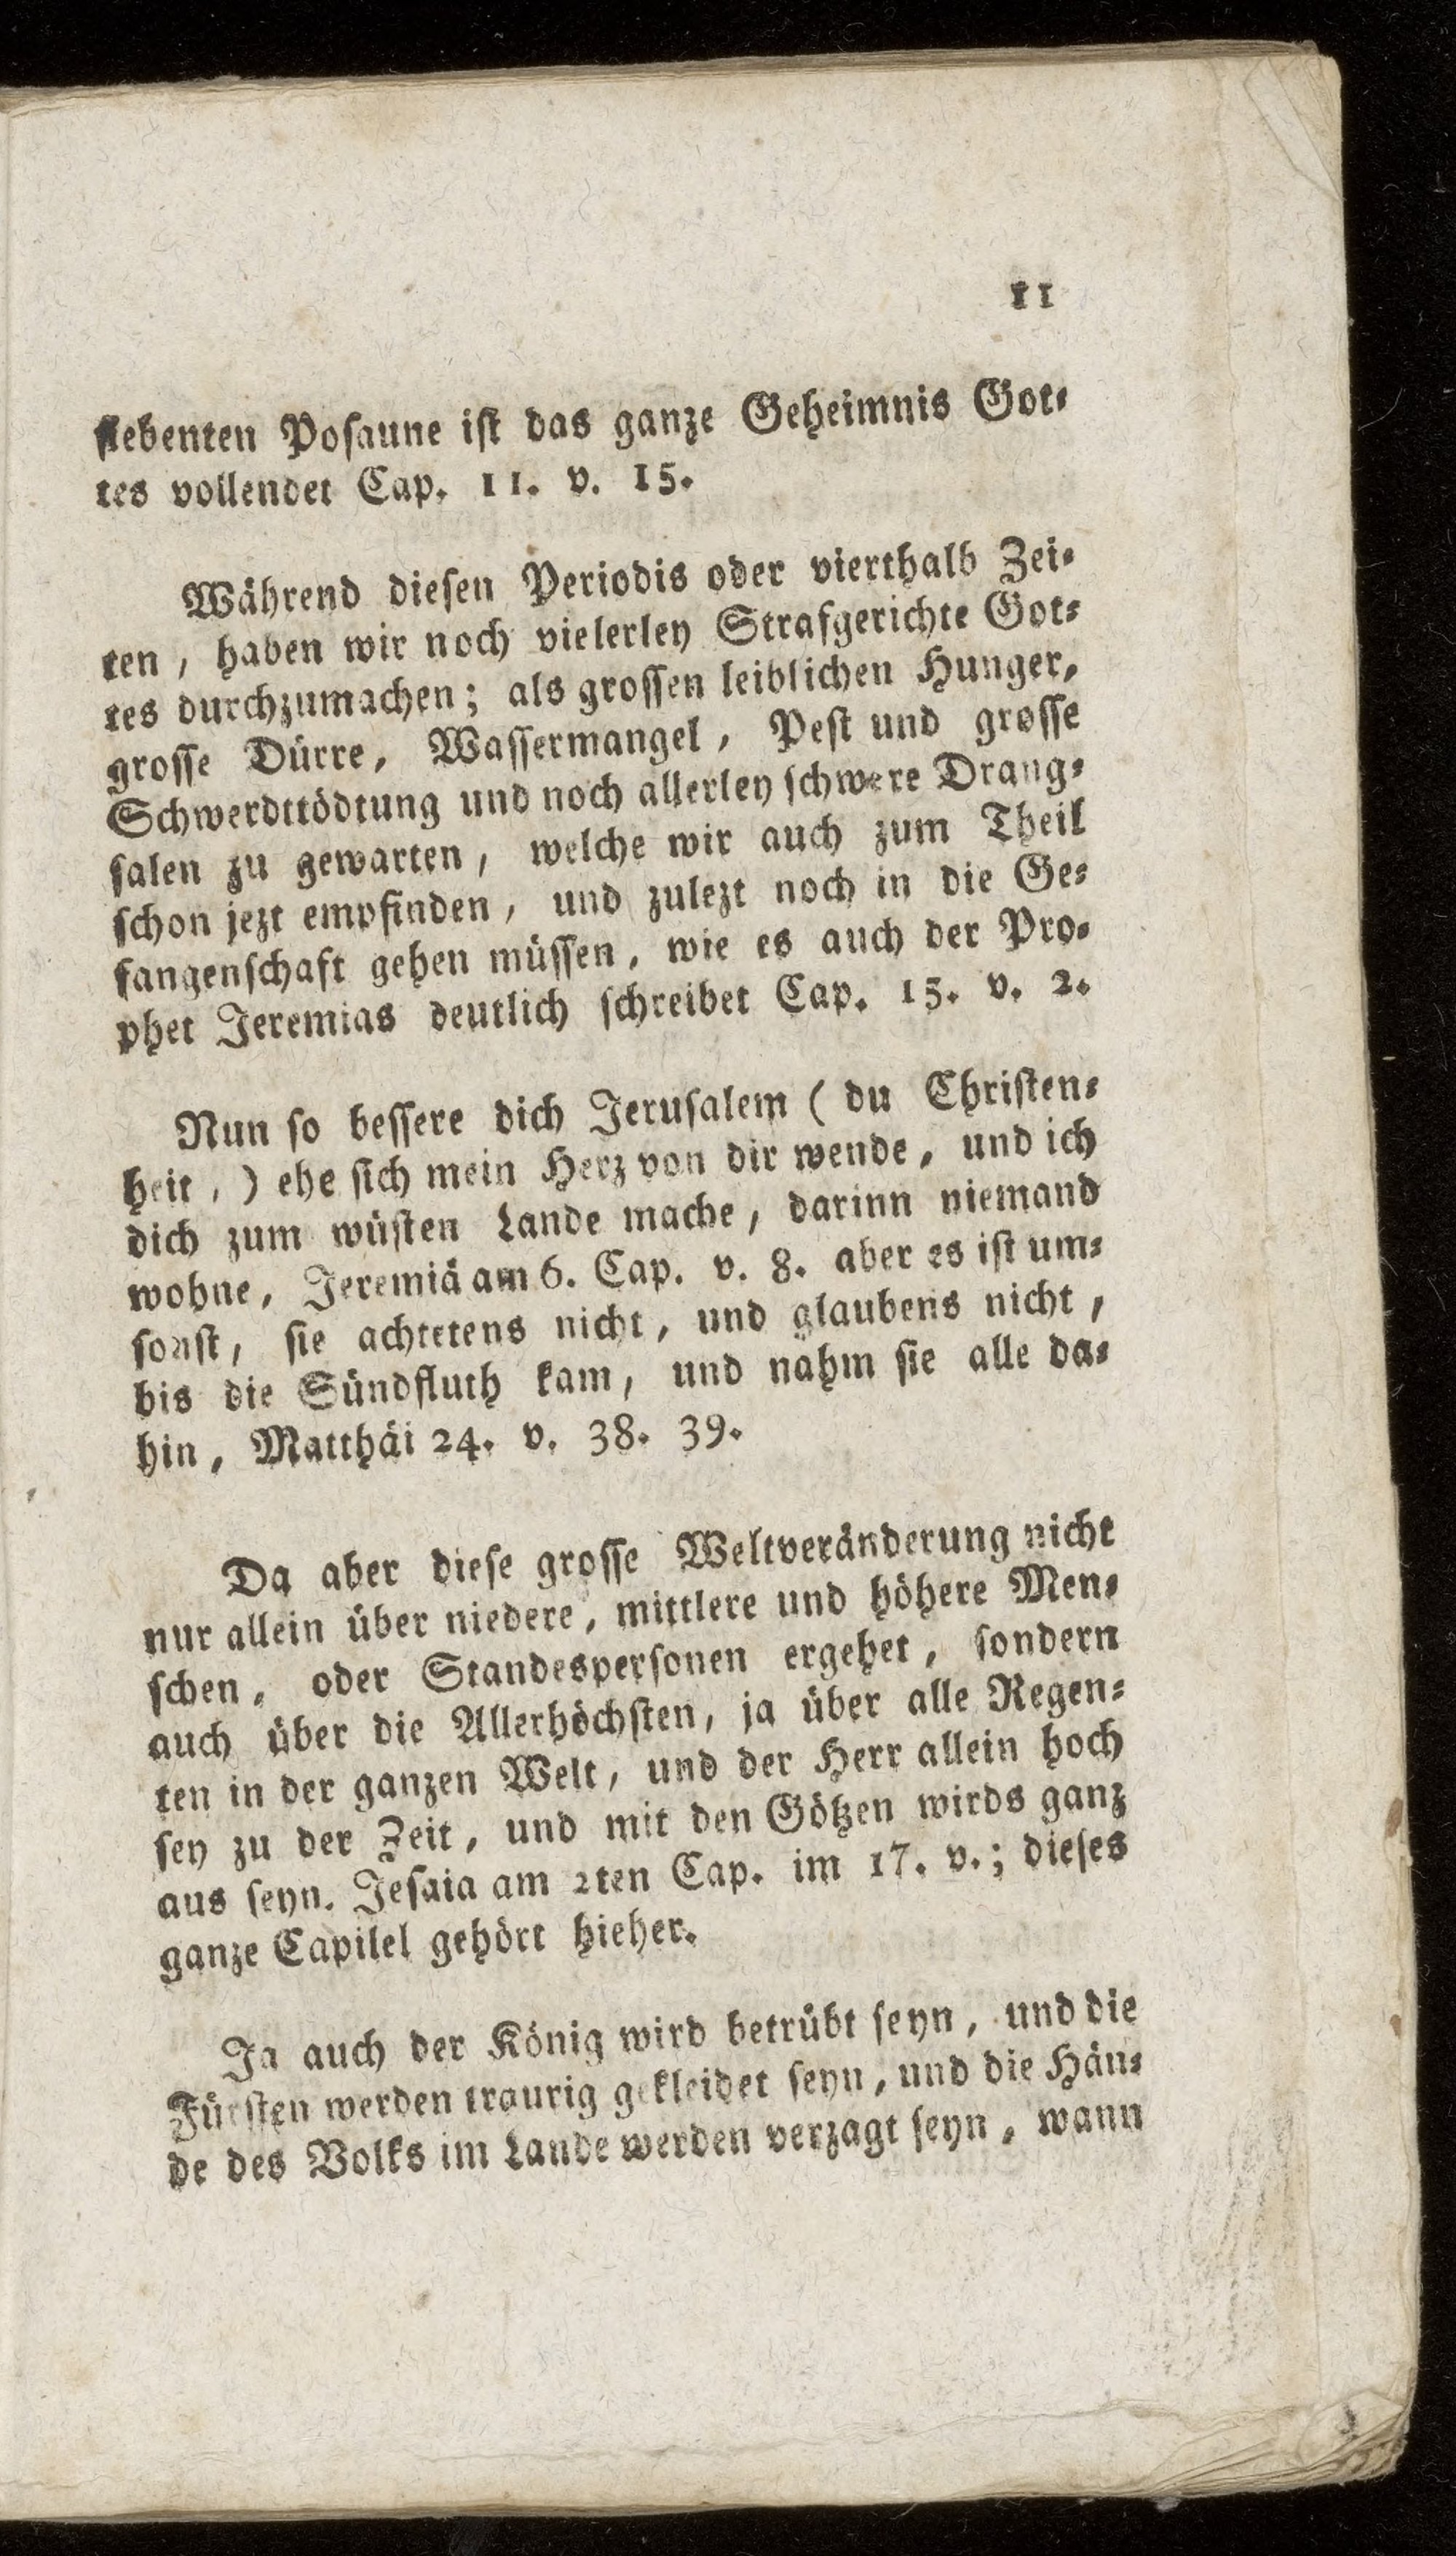 11
siebenten Posaune ist das ganze Geheimnis Got-
tes vollendet Cap. 11. v. 15.
Während diesen Periodis oder vierthalb Zei-
ten, haben wir noch vielerley Strafgerichte Got-
tes durchzumachen; als grossen leiblichen Hunger,
grosse Dürre, Wassermangel, Pest und grosse
Schwerdttödtung und noch allerley schwere Drang-
salen zu gewarten, welche wir auch zum Theil
schon jezt empfinden, und zulezt noch in die Ge-
fangenschaft gehen müssen, wie es auch der Pro-
phet Jeremias deutlich schreibet Cap. 15. v. 2.
Nun so bessere dich Jerusalem (du Christen-
heit,) ehe sich mein Herz von dir wende, und ich
dich zum wüsten Lande mache, darinn niemand
wohne, Jeremiä am 6. Cap. v. 8. aber es ist um-
sonst, sie achtetens nicht, und glaubens nicht,
bis die Sündfluth kam, und nahm sie alle da-
hin, Matthäi 24. v. 38. 39.
Da aber diese grosse Weltveränderung nicht
nur allein über niedere, mittlere und höhere Men-
schen, oder Standespersonen ergehet, sondern
auch über die Allerhöchsten, ja über alle Regen-
ten in der ganzen Welt, und der Herr allein hoch
sey zu der Zeit, und mit den Götzen wirds ganz
aus seyn. Jesaia am 2ten Cap. im 17. v.; dieses
ganze Capilel gehört hieher.
Ja auch der König wird betrübt seyn, und die
Fürsten werden traurig gekleidet seyn, und die Hän-
de des Volks im Lande werden verzagt seyn, wann